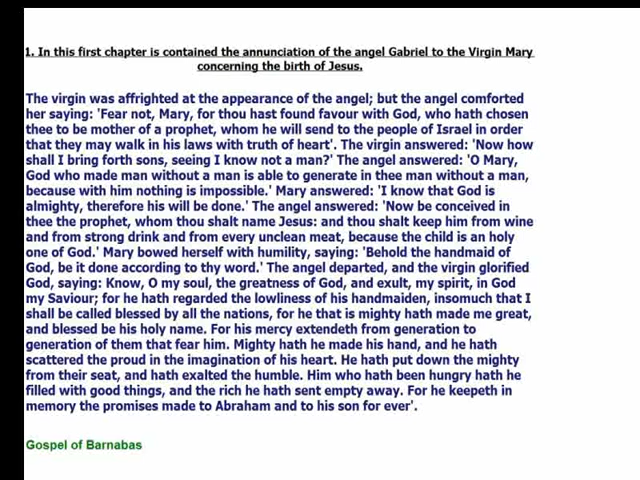 1. In this first chapter is contained the annunciation of the angel Gabriel to the Virgin Mary
concerning the birth of Jesus.
The virgin was affrighted at the appearance of the angel; but the angel comforted
her saying: 'Fear not, Mary, for thou hast found favour with God, who hath chosen
thee to be mother of a prophet, whom he will send to the people of Israel in order
that they may walk in his laws with truth of heart'. The virgin answered: 'Now how
shall I bring forth sons, seeing I know not a man?' The angel answered: 'O Mary,
God who made man without a man is able to generate in thee man without a man,
because with him nothing is impossible.' Mary answered: 'I know that God is
almighty, therefore his will be done.' The angel answered: 'Now be conceived in
thee the prophet, whom thou shalt name Jesus: and thou shalt keep him from wine
and from strong drink and from every unclean meat, because the child is an holy
one of God.' Mary bowed herself with humility, saying: 'Behold the handmaid of
God, be it done according to thy word.' The angel departed, and the virgin glorified
God, saying: Know, O my soul, the greatness of God, and exult, my spirit, in God
my Saviour; for he hath regarded the lowliness of his handmaiden, insomuch that I
shall be called blessed by all the nations, for he that is mighty hath made me great,
and blessed be his holy name. For his mercy extendeth from generation to
generation of them that fear him. Mighty hath he made his hand, and he hath
scattered the proud in the imagination of his heart. He hath put down the mighty
from their seat, and hath exalted the humble. Him who hath been hungry hath he
filled with good things, and the rich he hath sent empty away. For he keepeth in
memory the promises made to Abraham and to his son for ever'.
Gospel of Barnabas